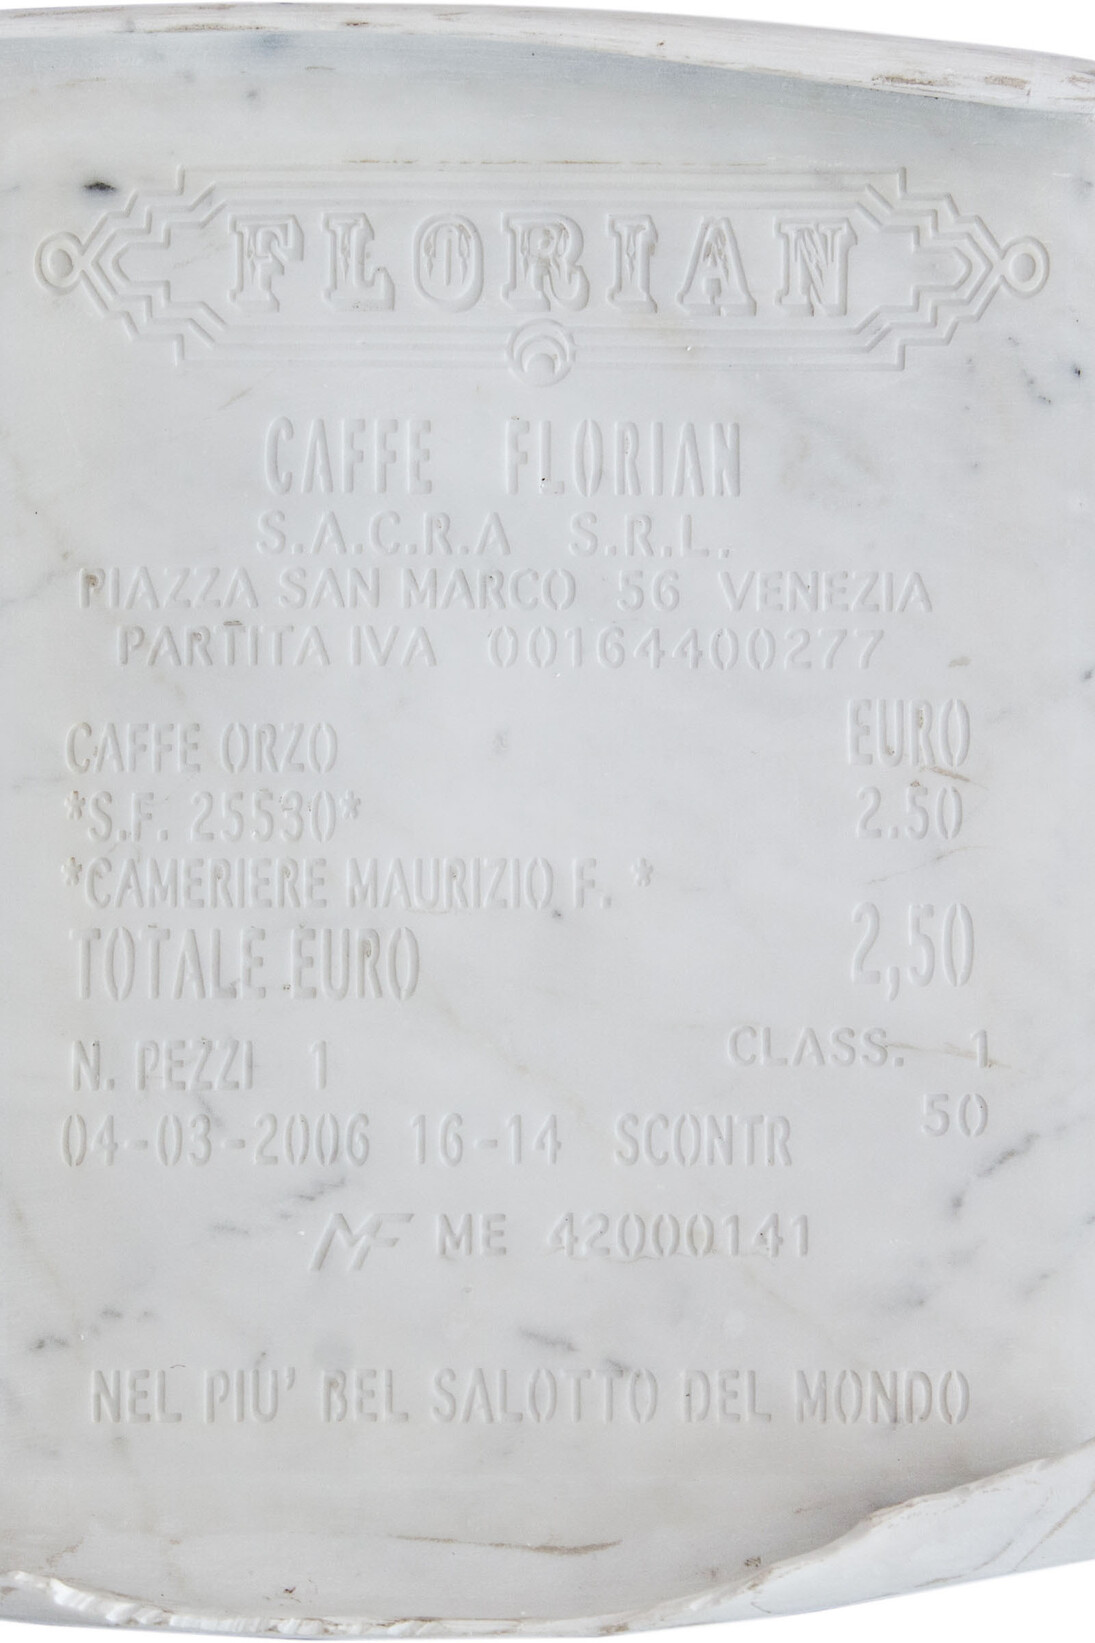 FLORIAN
CAFFE FLORIAN
S.A.C.R.A S.R.L.
PIAZZA SAN MARCO 56 VENEZIA
PARTITA IVA 00164400277
EURO
CAFFE ORZO
*S.F. 25530* 2.50
*CAMERIERE MAURIZIO F. *
TOTALE EURO 2,50
N. PEZZI 1 CLASS. 1
04-03-2006 16-14 SCONTR 50
MF ME 42000141
NEL PIU' BEL SALOTTO DEL MONDO